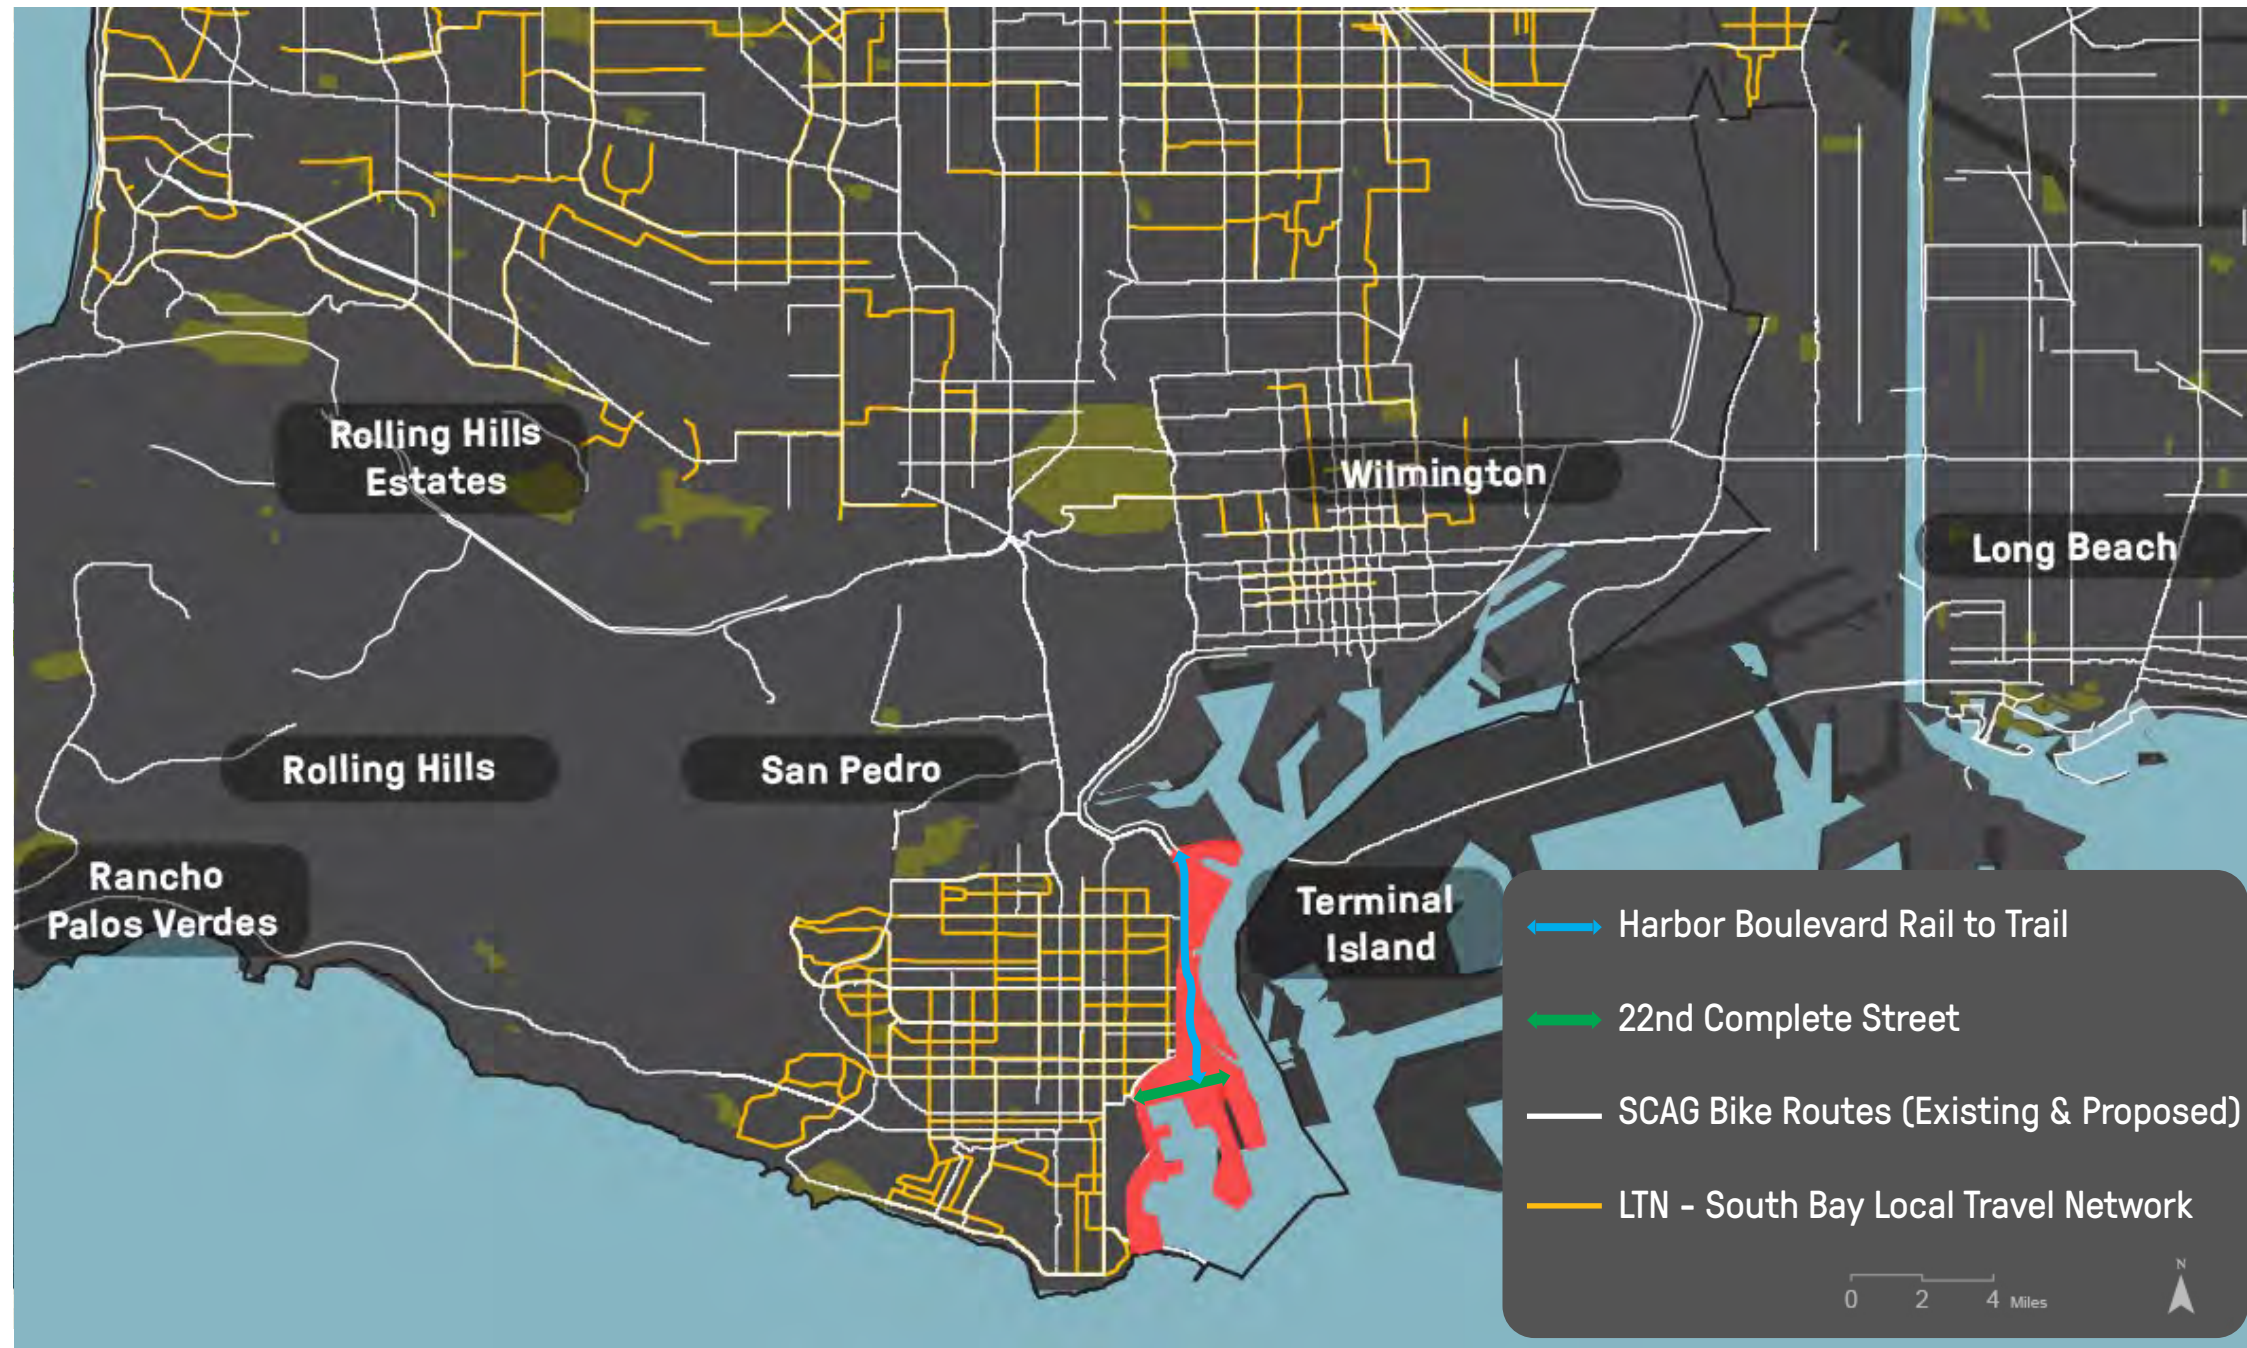 Rolling Hills
Estates
Wilmington
Long Beach
Rolling Hills
San Pedro
Rancho
Palos Verdes
Terminal
Island
Harbor Boulevard Rail to Trail
22nd Complete Street
SCAG Bike Routes (Existing & Proposed)
LTN - South Bay Local Travel Network
N
0 2 4 Miles